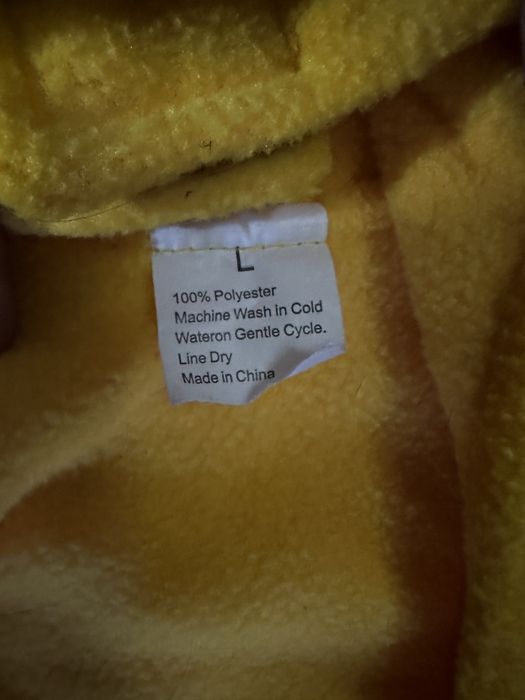 L
100% Polyester
Machine Wash in Cold
Wateron Gentle Cycle.
Line Dry
Made in China